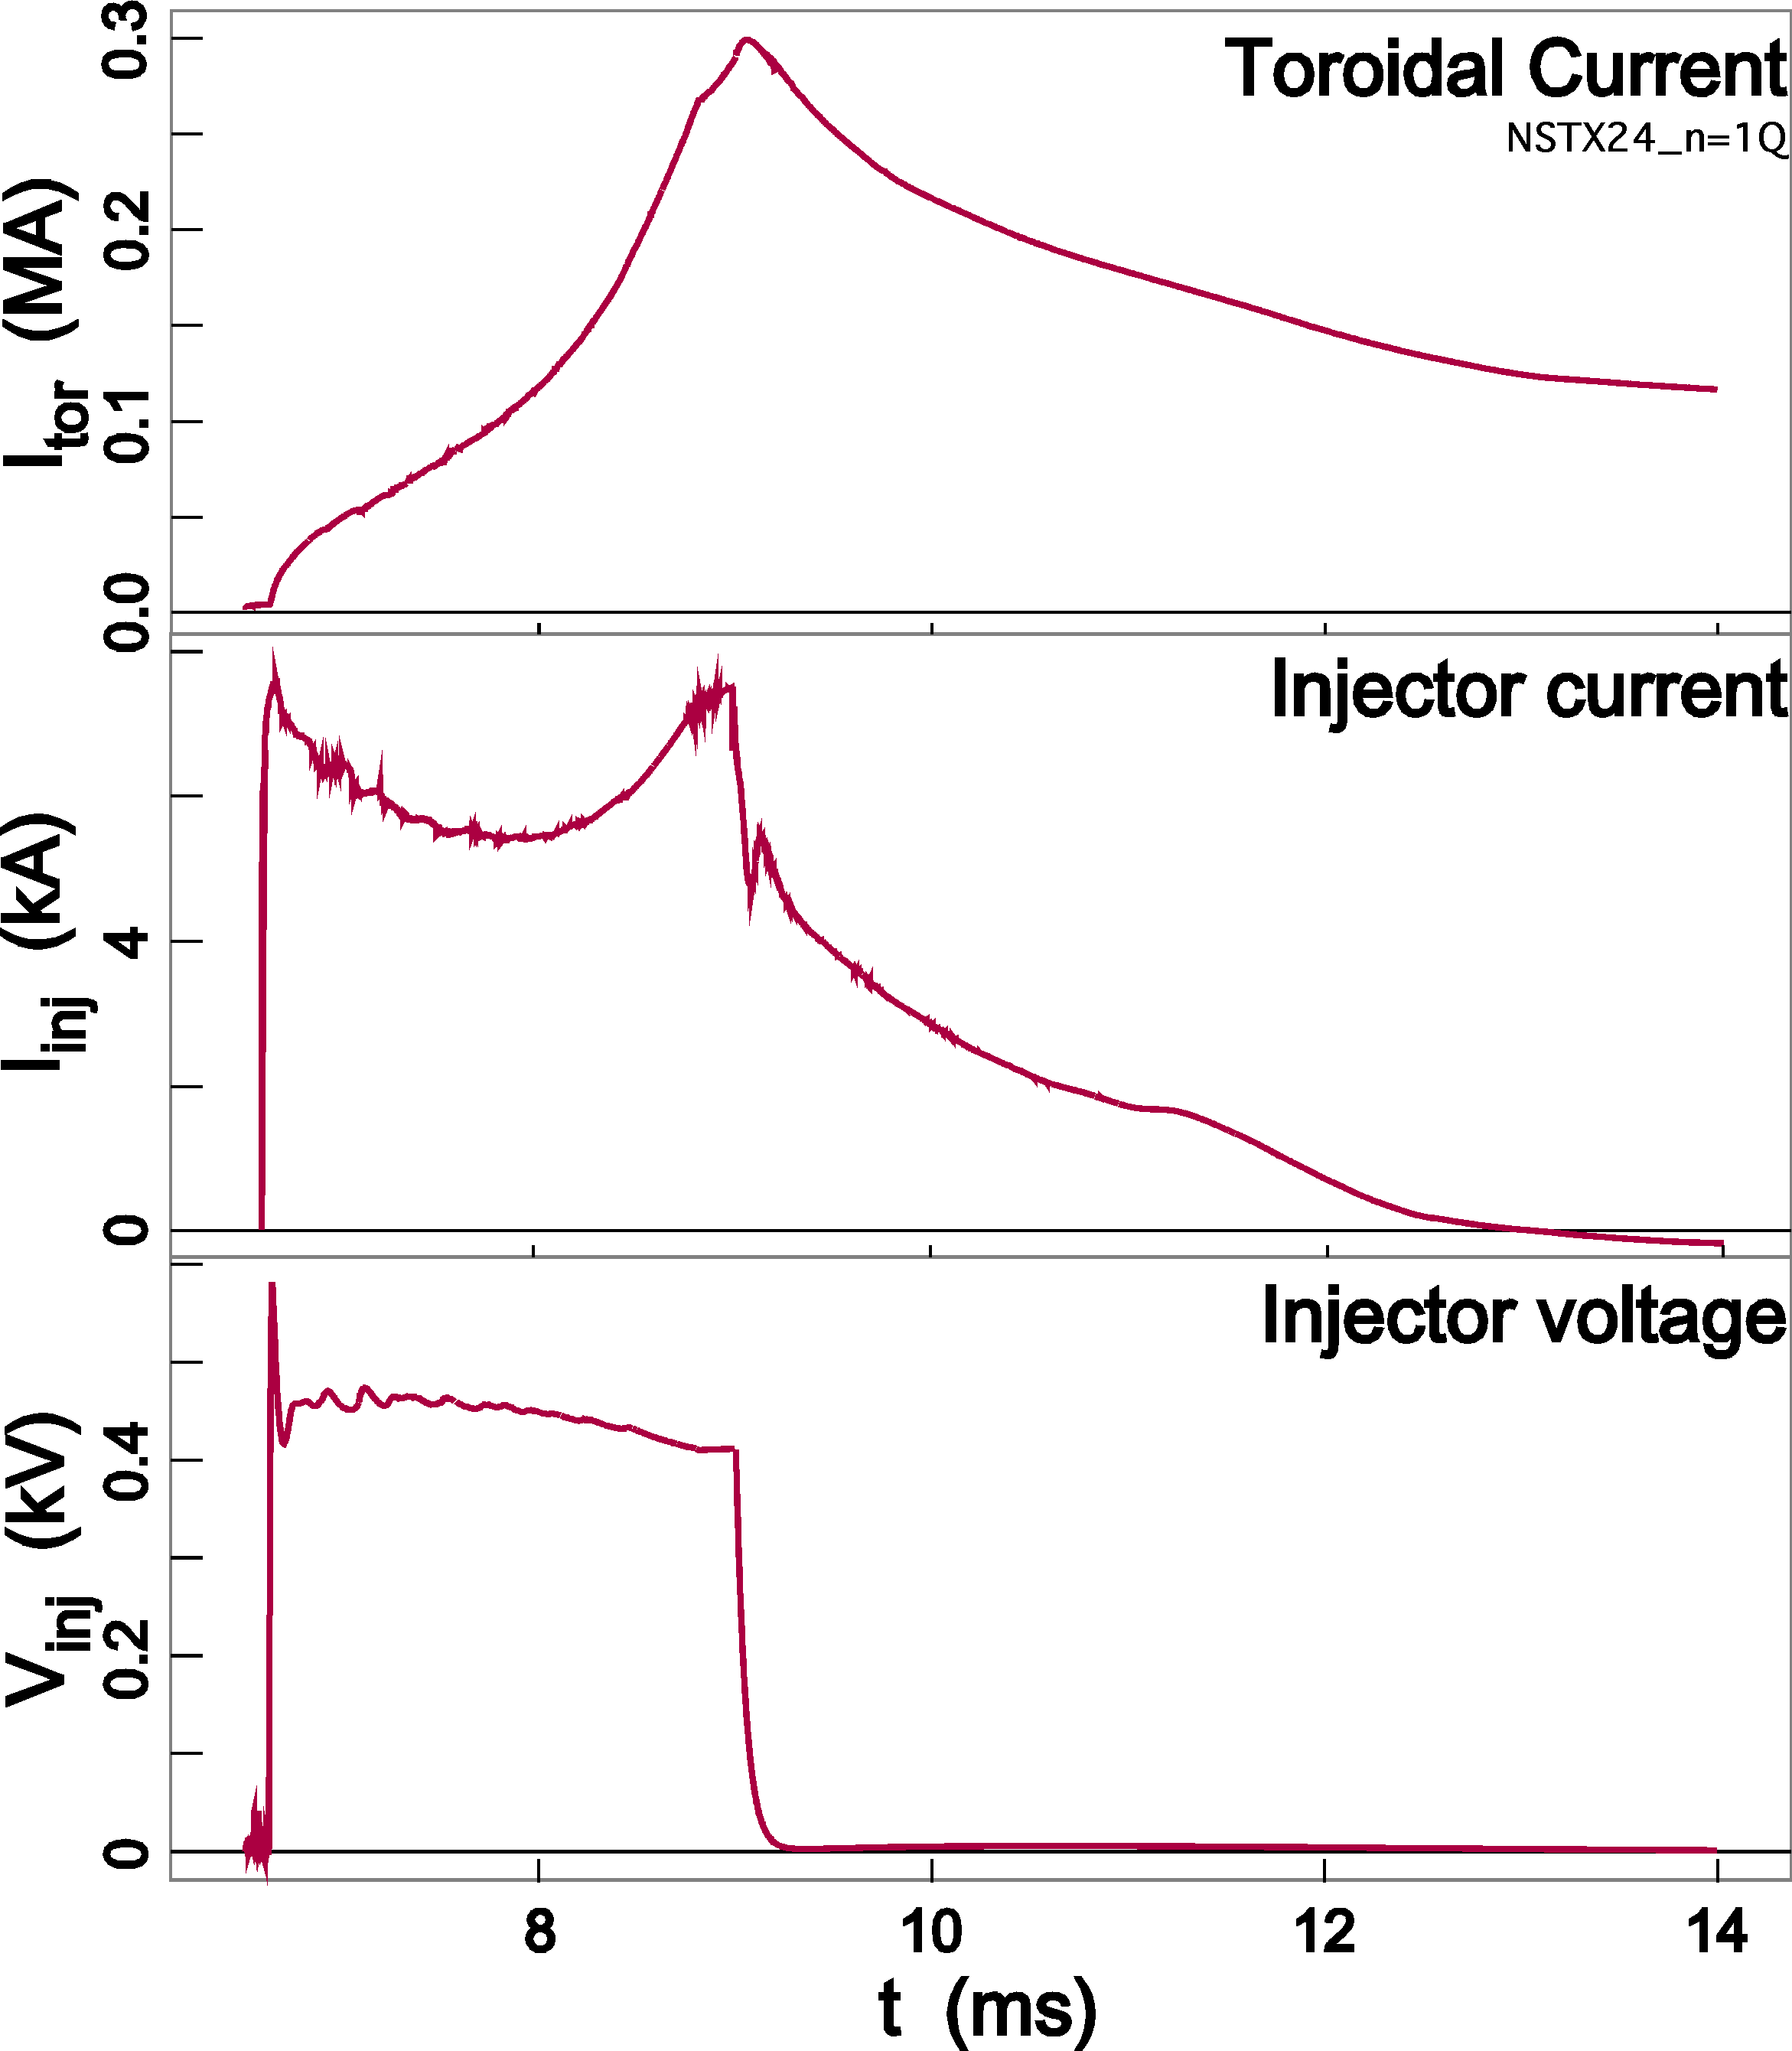 Toroidal Current
NSTX24_n=1Q
I_tor (MA)
0.3
0.2
0.1
0.0
Injector current
I_inj (kA)
4
0
Injector voltage
V_inj (kV)
0.4
0.2
0
8 10 12 14
t (ms)